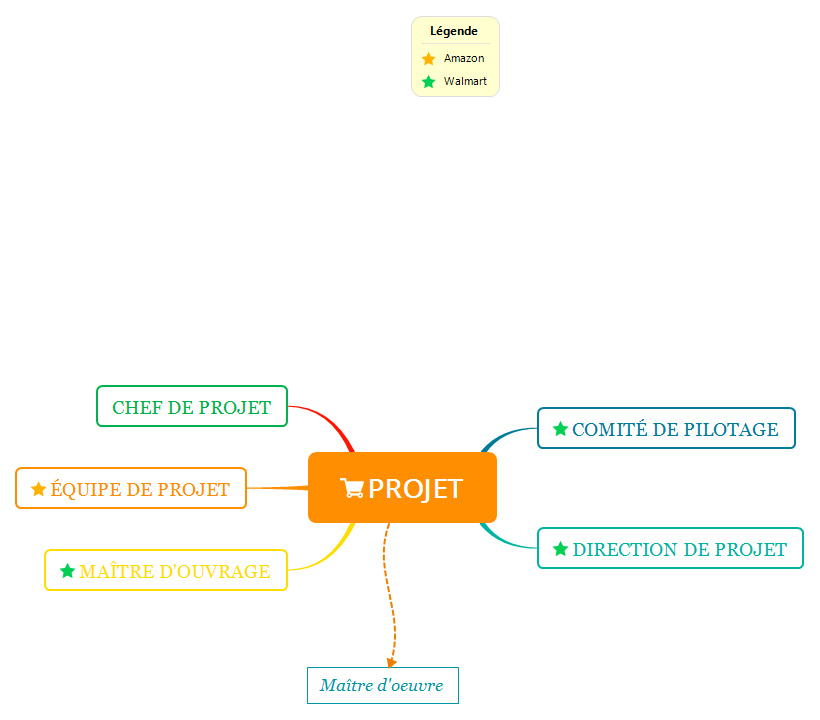 Légende
Amazon
Walmart
CHEF DE PROJET
COMITÉ DE PILOTAGE
ÉQUIPE DE PROJET
PROJET
MAÎTRE D'OUVRAGE
DIRECTION DE PROJET
Maître d'oeuvre